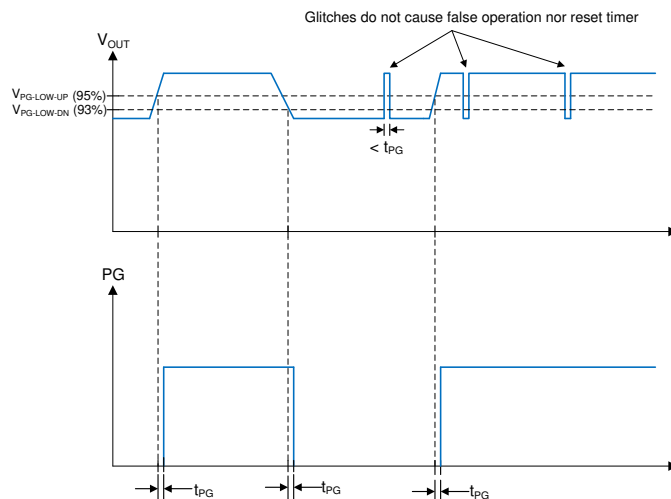 Glitches do not cause false operation nor reset timer
VOUT
VPG-LOW-UP (95%)
VPG-LOW-DN (93%)
< tPG
PG
tPG
tPG
tPG